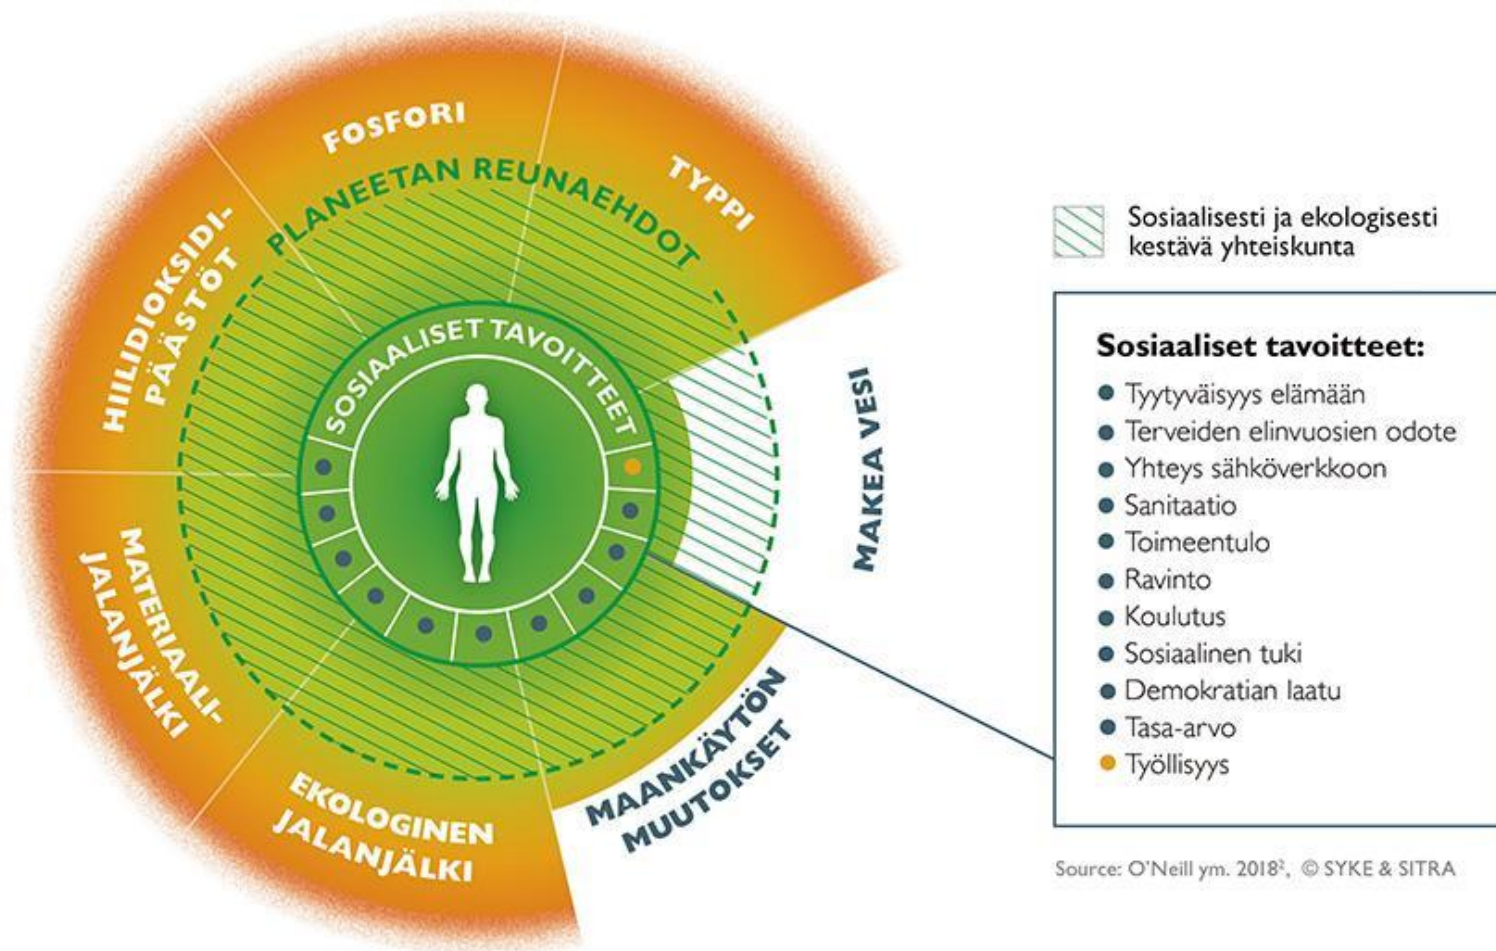 FOSFORI
TYPPI
PLANEETAN REUNAEHDOT
HIILIDIOKSIDI-
PÄÄSTÖT
SOSIAALISET TAVOITTEET
MAKEA VESI
MATERIAALI-
JALANJÄLKI
EKOLOGINEN
JALANJÄLKI
MAANKÄYTÖN
MUUTOKSET
Sosiaalisesti ja ekologisesti
kestävä yhteiskunta
Sosiaaliset tavoitteet:
Tyytyväisyys elämään
Terveiden elinvuosien odote
Yhteys sähköverkkoon
Sanitaatio
Toimeentulo
Ravinto
Koulutus
Sosiaalinen tuki
Demokratian laatu
Tasa-arvo
Työllisyys
Source: O'Neill ym. 2018², © SYKE & SITRA